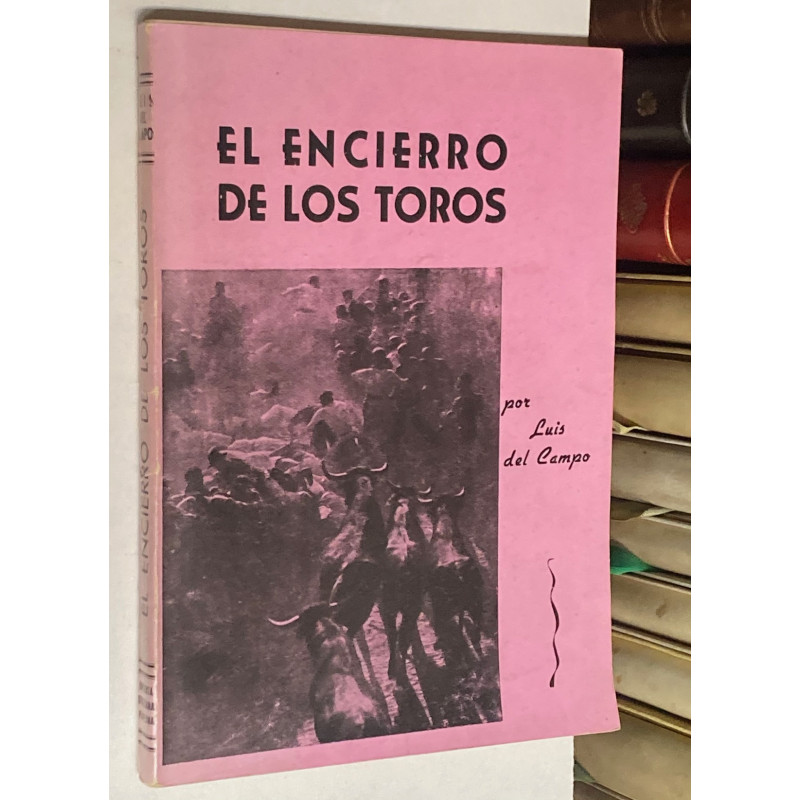 EL ENCIERRO
DE LOS TOROS
por
Luis
del Campo
EL ENCIERRO DE LOS TOROS